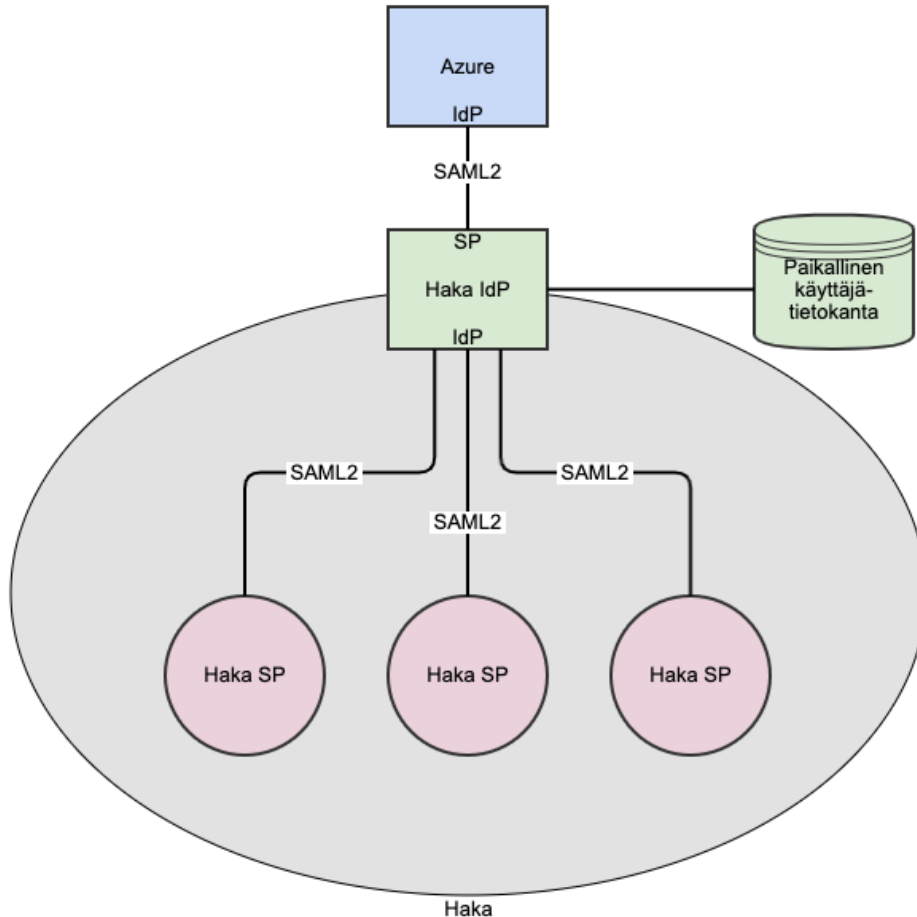 Azure
IdP
SAML2
SP
Haka IdP
IdP
Paikallinen
käyttäjä-
tietokanta
SAML2
SAML2
SAML2
Haka SP
Haka SP
Haka SP
Haka